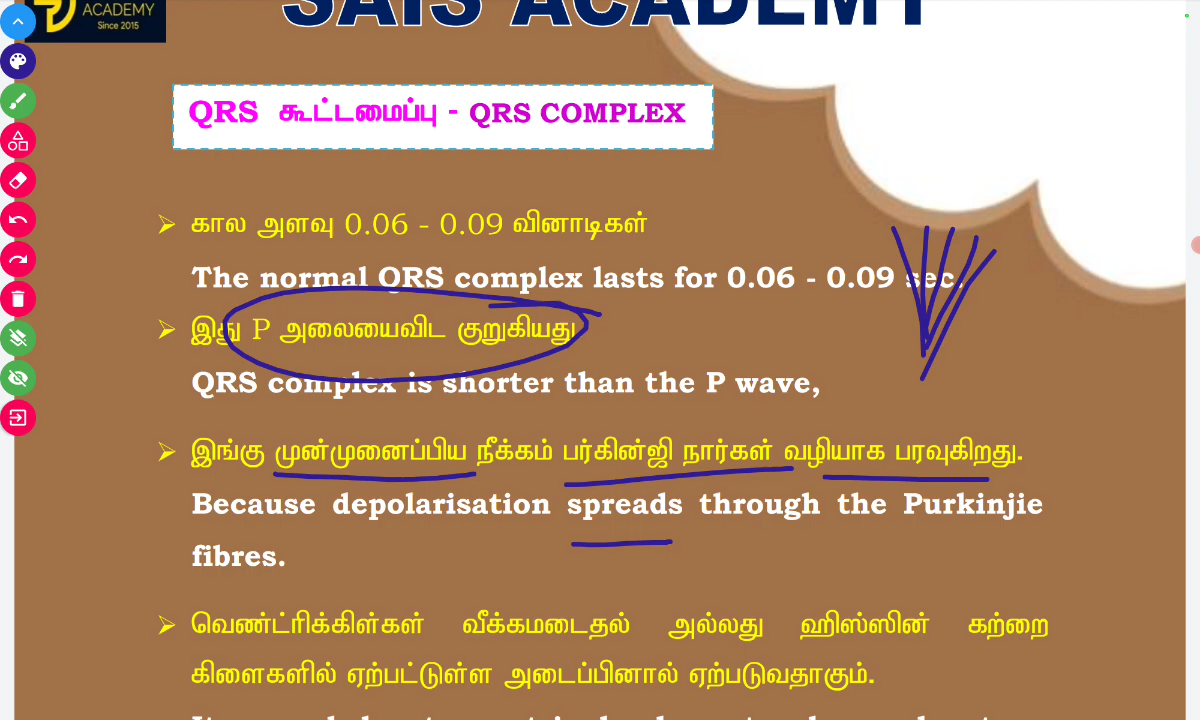 ACADEMY
Since 2015
SAIS ACADEMY
QRS கூட்டமைப்பு - QRS COMPLEX
➢ கால அளவு 0.06 - 0.09 வினாடிகள்
The normal QRS complex lasts for 0.06 - 0.09 sec.
➢ இது P அலையைவிட குறுகியது
QRS complex is shorter than the P wave,
➢ இங்கு முன்முனைப்பிய நீக்கம் பர்கின்ஜி நார்கள் வழியாக பரவுகிறது.
Because depolarisation spreads through the Purkinjie
fibres.
➢ வெண்ட்ரிக்கிள்கள் வீக்கமடைதல் அல்லது ஹிஸ்ஸின் கற்றை
கிளைகளில் ஏற்பட்டுள்ள அடைப்பினால் ஏற்படுவதாகும்.